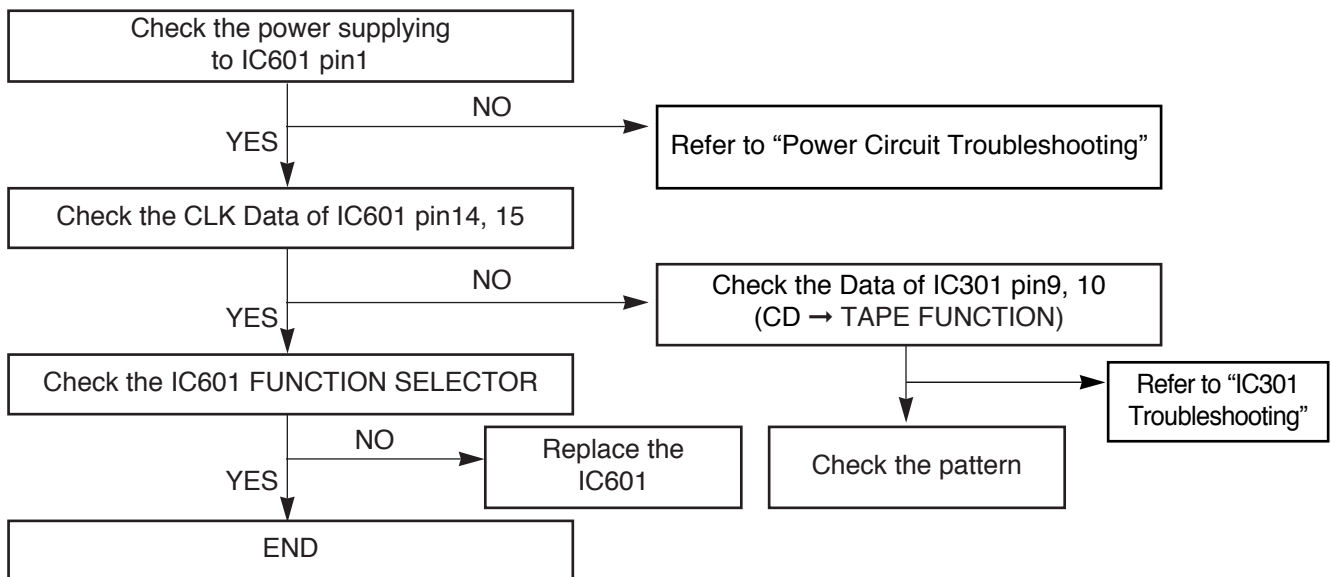 Check the power supplying
to IC601 pin1
NO
YES
Refer to “Power Circuit Troubleshooting”
Check the CLK Data of IC601 pin14, 15
NO
YES
Check the Data of IC301 pin9, 10
(CD → TAPE FUNCTION)
Check the IC601 FUNCTION SELECTOR
Refer to “IC301
Troubleshooting”
NO
YES
Replace the
IC601
Check the pattern
END